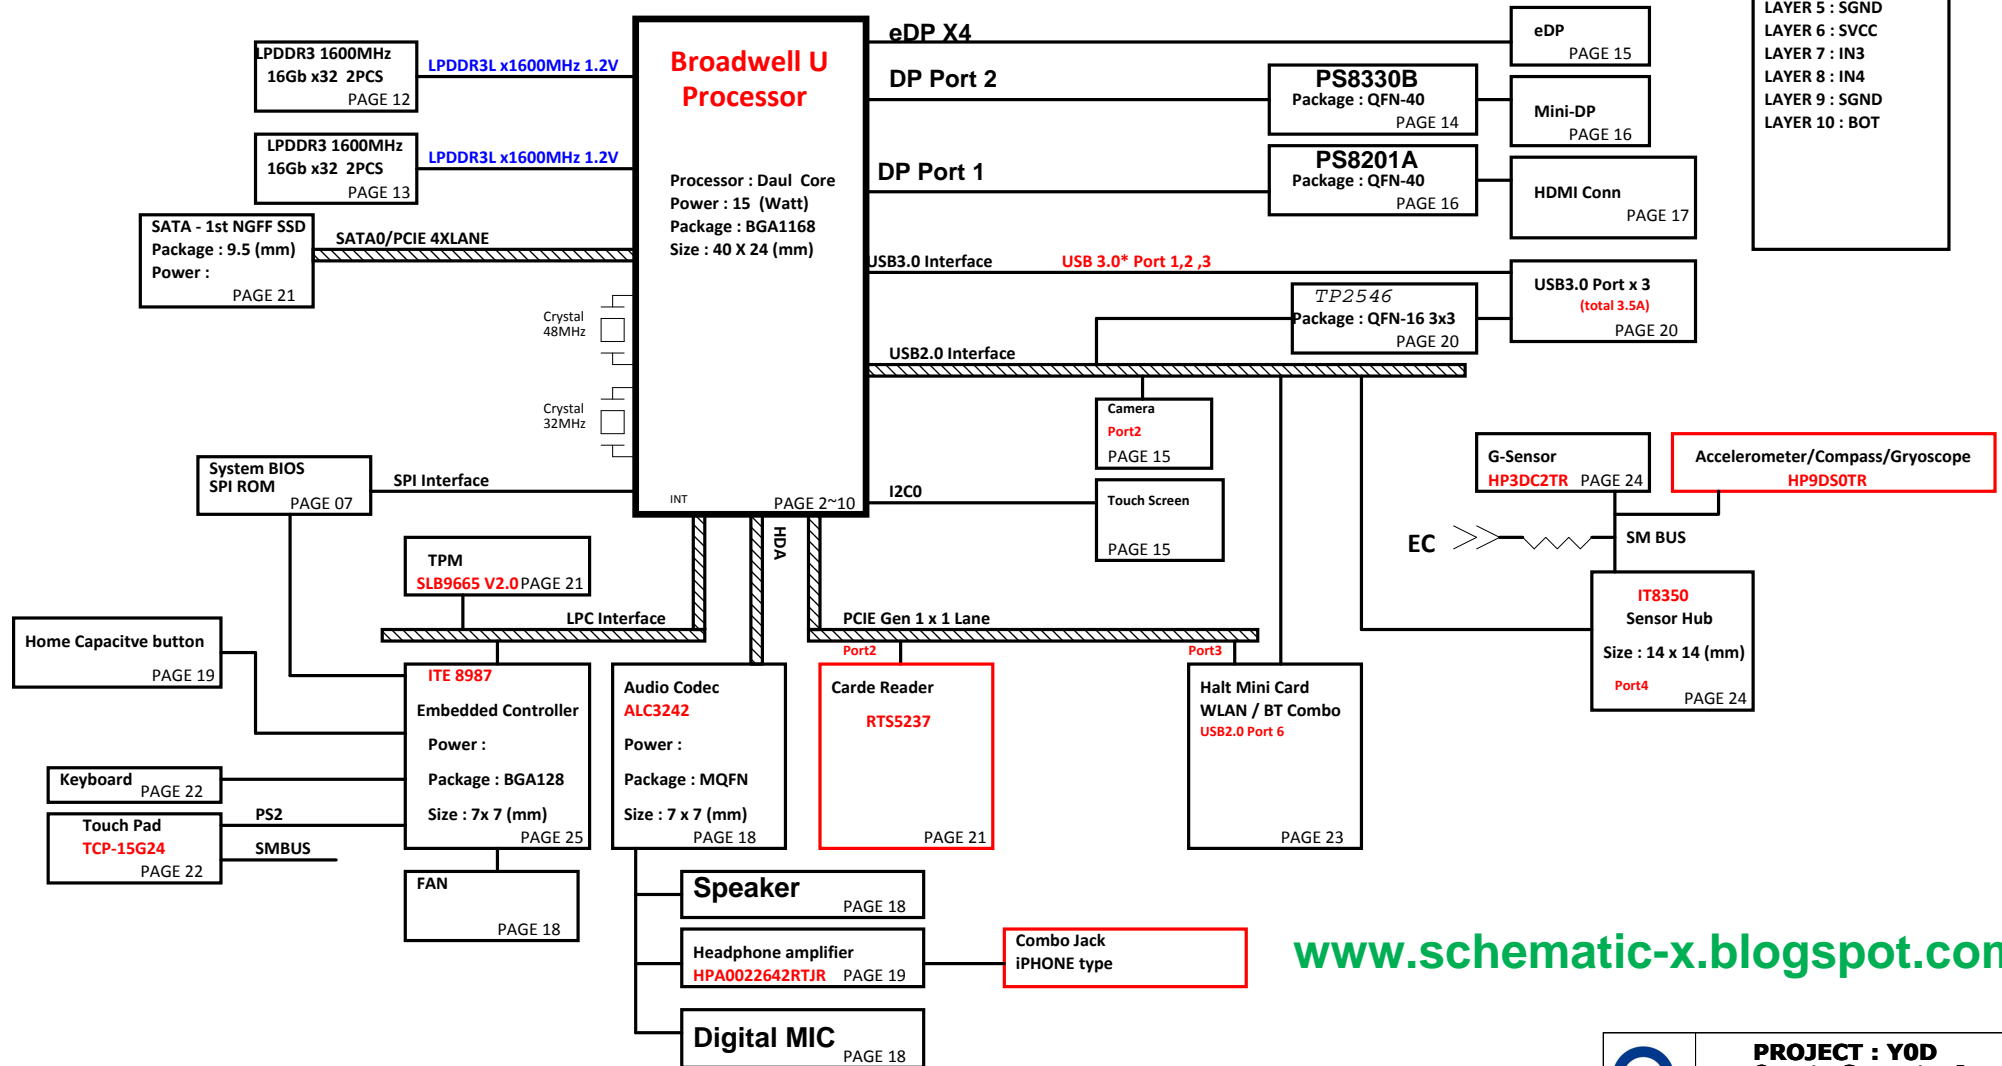 LPDDR3 1600MHz
16Gb x32 2PCS
PAGE 12
LPDDR3L x1600MHz 1.2V
LPDDR3 1600MHz
16Gb x32 2PCS
PAGE 13
LPDDR3L x1600MHz 1.2V
SATA - 1st NGFF SSD
Package : 9.5 (mm)
Power :
PAGE 21
SATA0/PCIE 4XLANE
Crystal
48MHz
Crystal
32MHz
Broadwell U
Processor
Processor : Daul Core
Power : 15 (Watt)
Package : BGA1168
Size : 40 X 24 (mm)
INT
PAGE 2~10
eDP X4
eDP
PAGE 15
DP Port 2
PS8330B
Package : QFN-40
PAGE 14
Mini-DP
PAGE 16
DP Port 1
PS8201A
Package : QFN-40
PAGE 16
HDMI Conn
PAGE 17
LAYER 5 : SGND
LAYER 6 : SVCC
LAYER 7 : IN3
LAYER 8 : IN4
LAYER 9 : SGND
LAYER 10 : BOT
USB3.0 Interface
USB 3.0* Port 1,2 ,3
USB3.0 Port x 3
(total 3.5A)
PAGE 20
TP2546
Package : QFN-16 3x3
PAGE 20
USB2.0 Interface
Camera
Port2
PAGE 15
I2C0
Touch Screen
PAGE 15
G-Sensor
HP3DC2TR PAGE 24
Accelerometer/Compass/Gryoscope
HP9DS0TR
EC
SM BUS
IT8350
Sensor Hub
Size : 14 x 14 (mm)
Port4
PAGE 24
System BIOS
SPI ROM
PAGE 07
SPI Interface
TPM
SLB9665 V2.0 PAGE 21
LPC Interface
HDA
PCIE Gen 1 x 1 Lane
Port2
Port3
Home Capacitve button
PAGE 19
Keyboard
PAGE 22
Touch Pad
TCP-15G24
PAGE 22
PS2
SMBUS
ITE 8987
Embedded Controller
Power :
Package : BGA128
Size : 7x 7 (mm)
PAGE 25
FAN
PAGE 18
Audio Codec
ALC3242
Power :
Package : MQFN
Size : 7 x 7 (mm)
PAGE 18
Carde Reader
RTS5237
PAGE 21
Halt Mini Card
WLAN / BT Combo
USB2.0 Port 6
PAGE 23
Speaker
PAGE 18
Headphone amplifier
HPA0022642RTJR PAGE 19
Combo Jack
iPHONE type
Digital MIC
PAGE 18
www.schematic-x.blogspot.com
PROJECT : Y0D